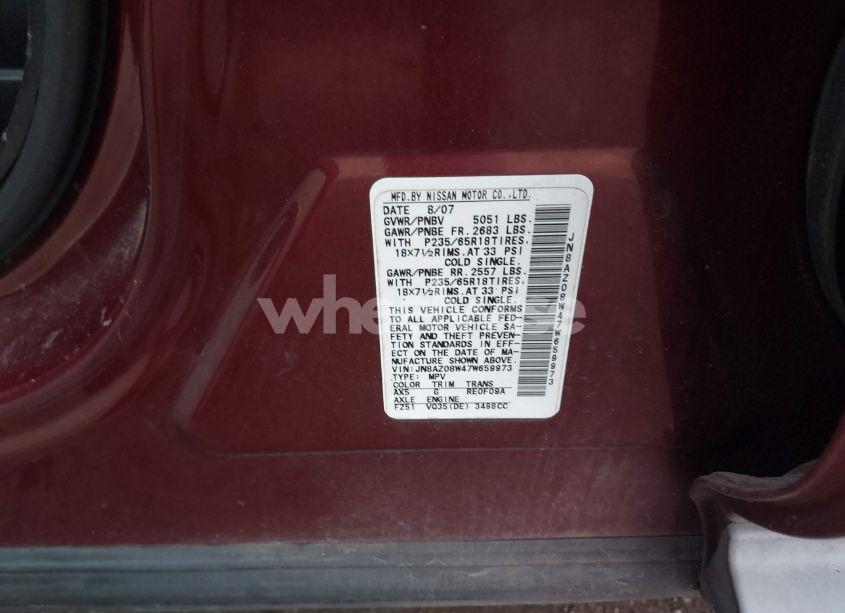 MFD.BY NISSAN MOTOR CO.,LTD.
DATE 8/07
GVWR/PNBV 5051 LBS.
GAWR/PNBE FR. 2683 LBS.
WITH P235/65R18TIRES,
18X7½RIMS.AT 33 PSI
COLD SINGLE.
GAWR/PNBE RR. 2557 LBS.
WITH P235/65R18TIRES,
18X7½RIMS.AT 33 PSI
COLD SINGLE.
THIS VEHICLE CONFORMS
TO ALL APPLICABLE FED-
ERAL MOTOR VEHICLE SA-
FETY AND THEFT PREVEN-
TION STANDARDS IN EFF-
ECT ON THE DATE OF MA-
NUFACTURE SHOWN ABOVE.
VIN:JN8AZ08W47W659973
TYPE: MPV
COLOR TRIM TRANS
AX5 G RE0F09A
AXLE ENGINE
FZ51 VQ35(DE) 3498CC
JN8AZ08W47W659973